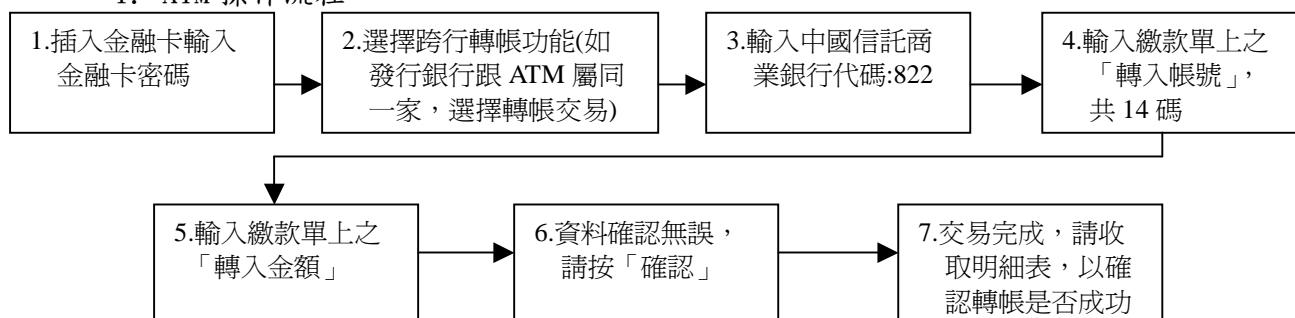 1. ATM 操作流程
1.插入金融卡輸入
金融卡密碼
2.選擇跨行轉帳功能(如
發行銀行跟 ATM 屬同
一家，選擇轉帳交易)
3.輸入中國信託商
業銀行代碼:822
4.輸入繳款單上之
「轉入帳號」，
共 14 碼
5.輸入繳款單上之
「轉入金額」
6.資料確認無誤，
請按「確認」
7.交易完成，請收
取明細表，以確
認轉帳是否成功